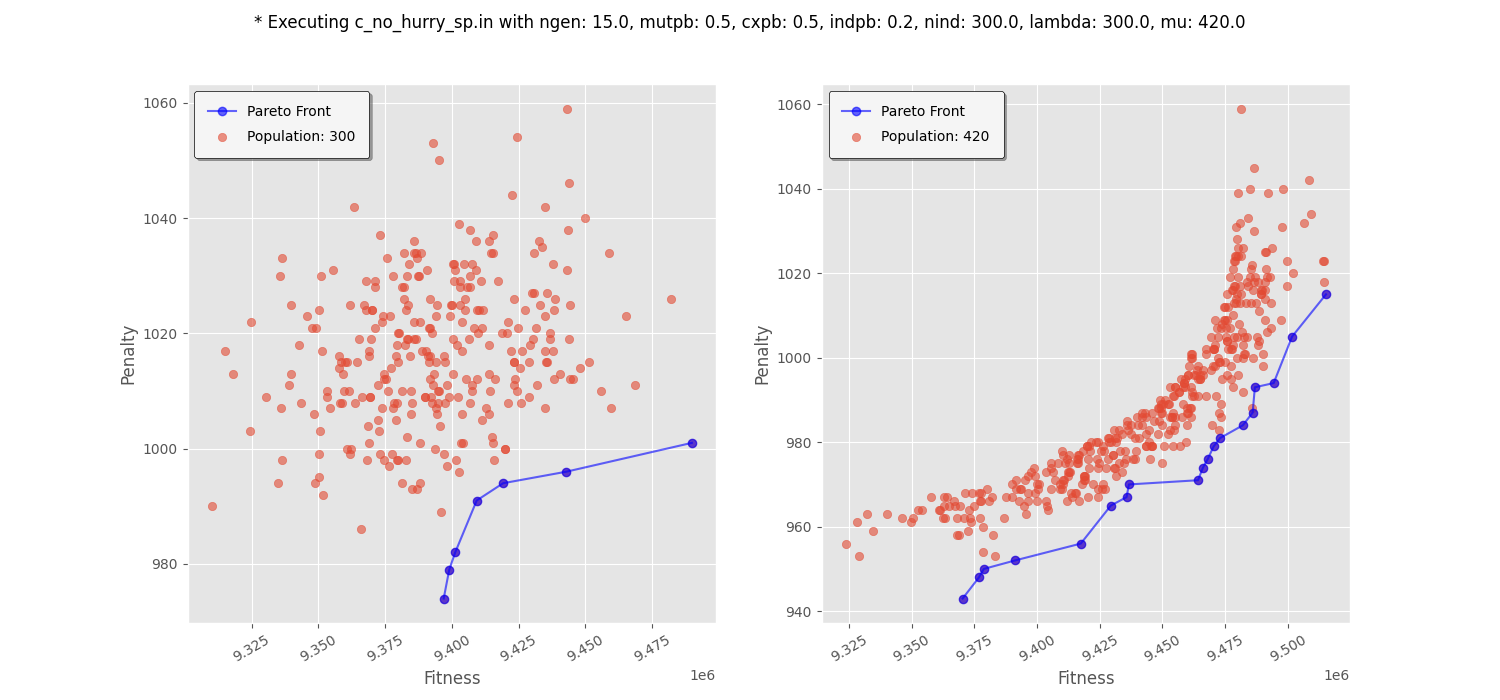 * Executing c_no_hurry_sp.in with ngen: 15.0, mutpb: 0.5, cxpb: 0.5, indpb: 0.2, nind: 300.0, lambda: 300.0, mu: 420.0
Pareto Front
Population: 300
1060
1040
1020
1000
980
Penalty
9.325
9.350
9.375
9.400
9.425
9.450
9.475
1e6
Fitness
Pareto Front
Population: 420
1060
1040
1020
1000
980
960
940
Penalty
9.325
9.350
9.375
9.400
9.425
9.450
9.475
9.500
1e6
Fitness